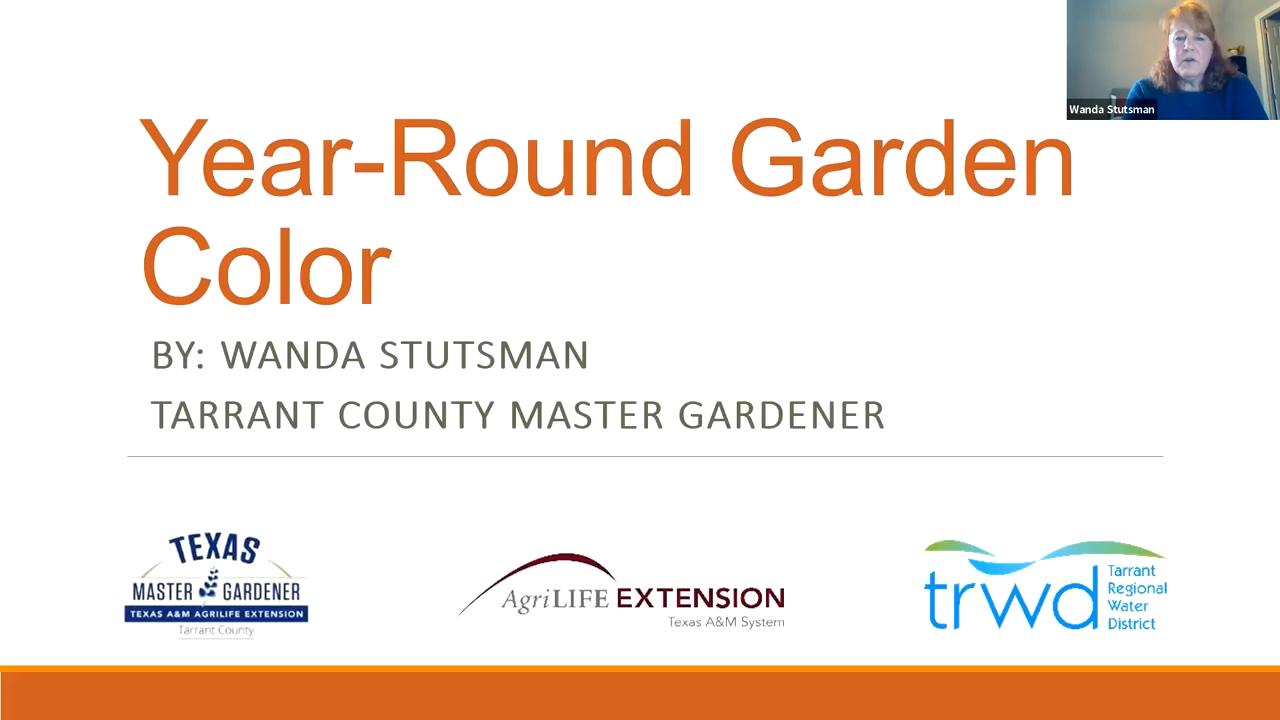 Wanda Stutsman
Year-Round Garden
Color
BY: WANDA STUTSMAN
TARRANT COUNTY MASTER GARDENER
TEXAS
MASTER GARDENER
TEXAS A&M AGRILIFE EXTENSION
Tarrant County
AgriLIFE EXTENSION
Texas A&M System
trwd
Tarrant
Regional
Water
District